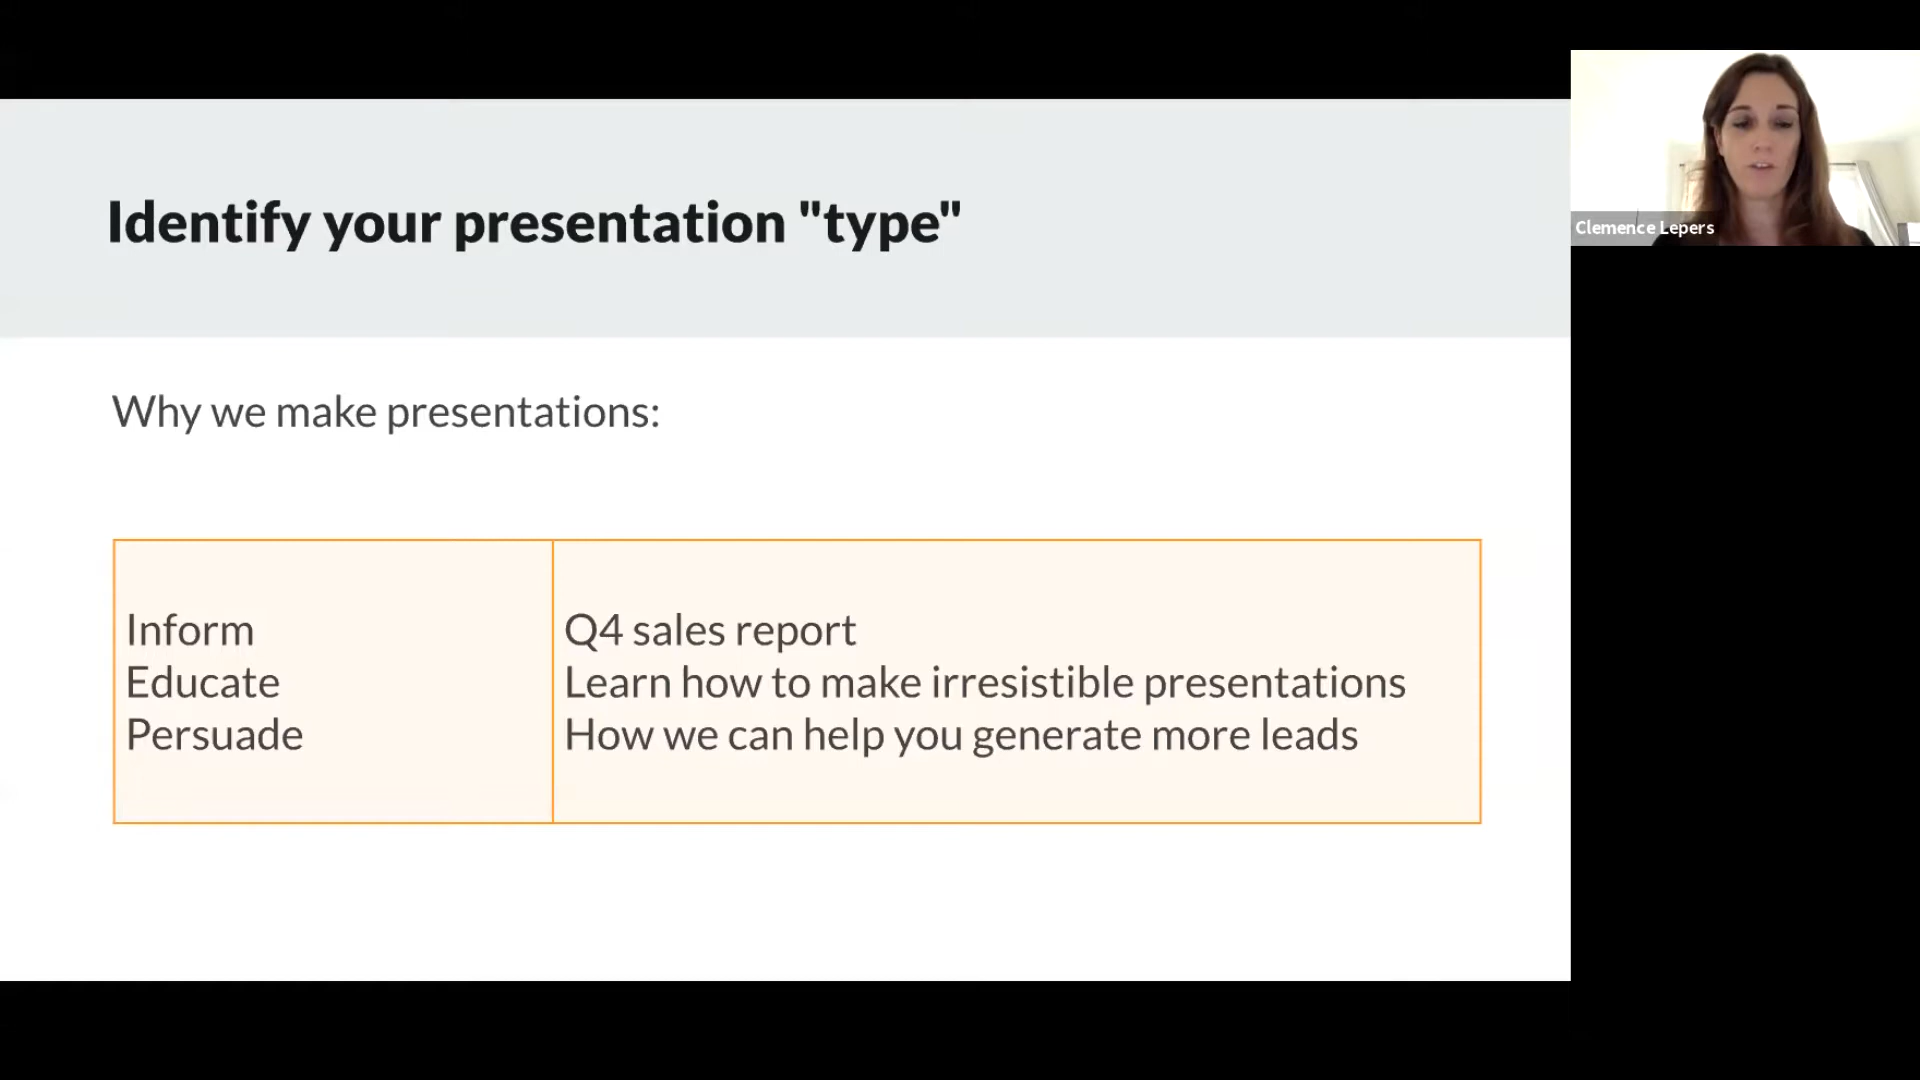 Identify your presentation "type"
Why we make presentations:
Inform
Educate
Persuade
Q4 sales report
Learn how to make irresistible presentations
How we can help you generate more leads
Clemence Lepers